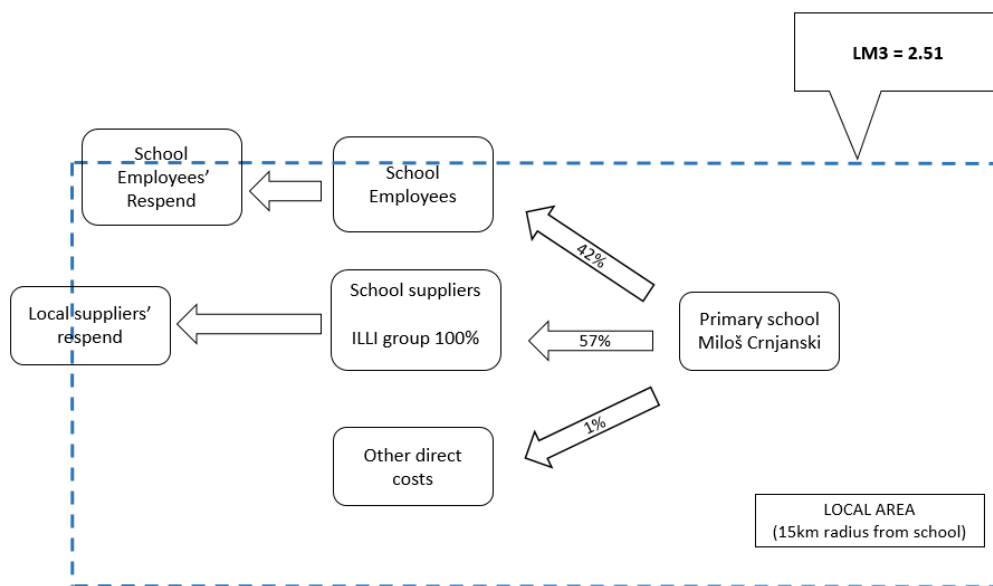 LM3 = 2.51
School
Employees’
Respend
School
Employees
42%
School suppliers
ILLI group 100%
Local suppliers’
respend
57%
Primary school
Miloš Crnjanski
1%
Other direct
costs
LOCAL AREA
(15km radius from school)